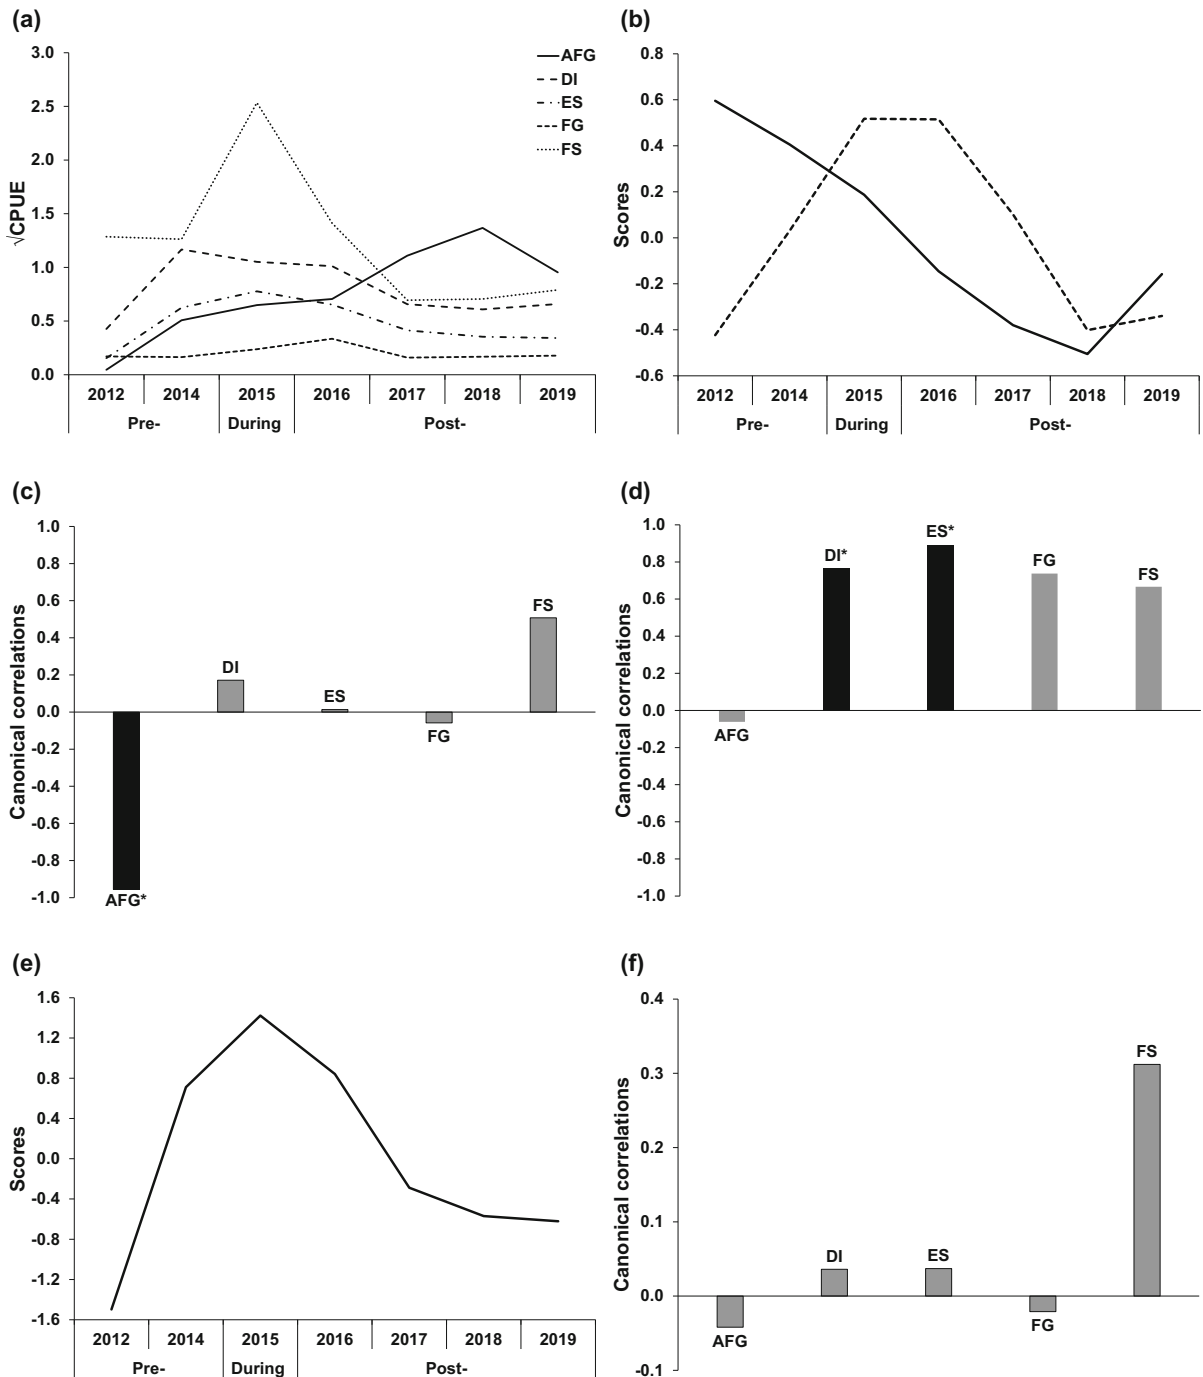 (a)
3.0
2.5
2.0
1.5
1.0
0.5
0.0
√CPUE
AFG
DI
ES
FG
FS
2012 2014 2015 2016 2017 2018 2019
Pre- During Post-
(b)
0.8
0.6
0.4
0.2
0.0
-0.2
-0.4
-0.6
Scores
2012 2014 2015 2016 2017 2018 2019
Pre- During Post-
(c)
1.0
0.8
0.6
0.4
0.2
0.0
-0.2
-0.4
-0.6
-0.8
-1.0
Canonical correlations
AFG*
DI
ES
FG
FS
(d)
1.0
0.8
0.6
0.4
0.2
0.0
-0.2
-0.4
-0.6
-0.8
-1.0
Canonical correlations
AFG
DI*
ES*
FG
FS
(e)
1.6
1.2
0.8
0.4
0.0
-0.4
-0.8
-1.2
-1.6
Scores
2012 2014 2015 2016 2017 2018 2019
Pre- During Post-
(f)
0.4
0.3
0.2
0.1
0.0
-0.1
Canonical correlations
AFG
DI
ES
FG
FS